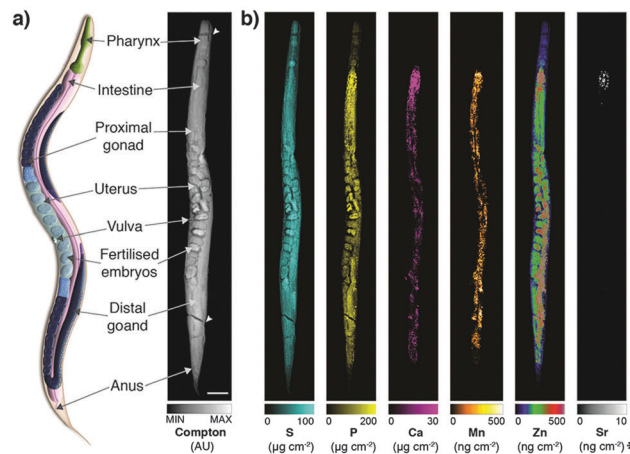 a)
b)
Pharynx
Intestine
Proximal
gonad
Uterus
Vulva
Fertilised
embryos
Distal
goand
Anus
MIN MAX
Compton
(AU)
0 100
S
(µg cm-2)
0 200
P
(µg cm-2)
0 30
Ca
(µg cm-2)
0 500
Mn
(ng cm-2)
0 500
Zn
(ng cm-2)
0 10
Sr
(ng cm-2) ‡